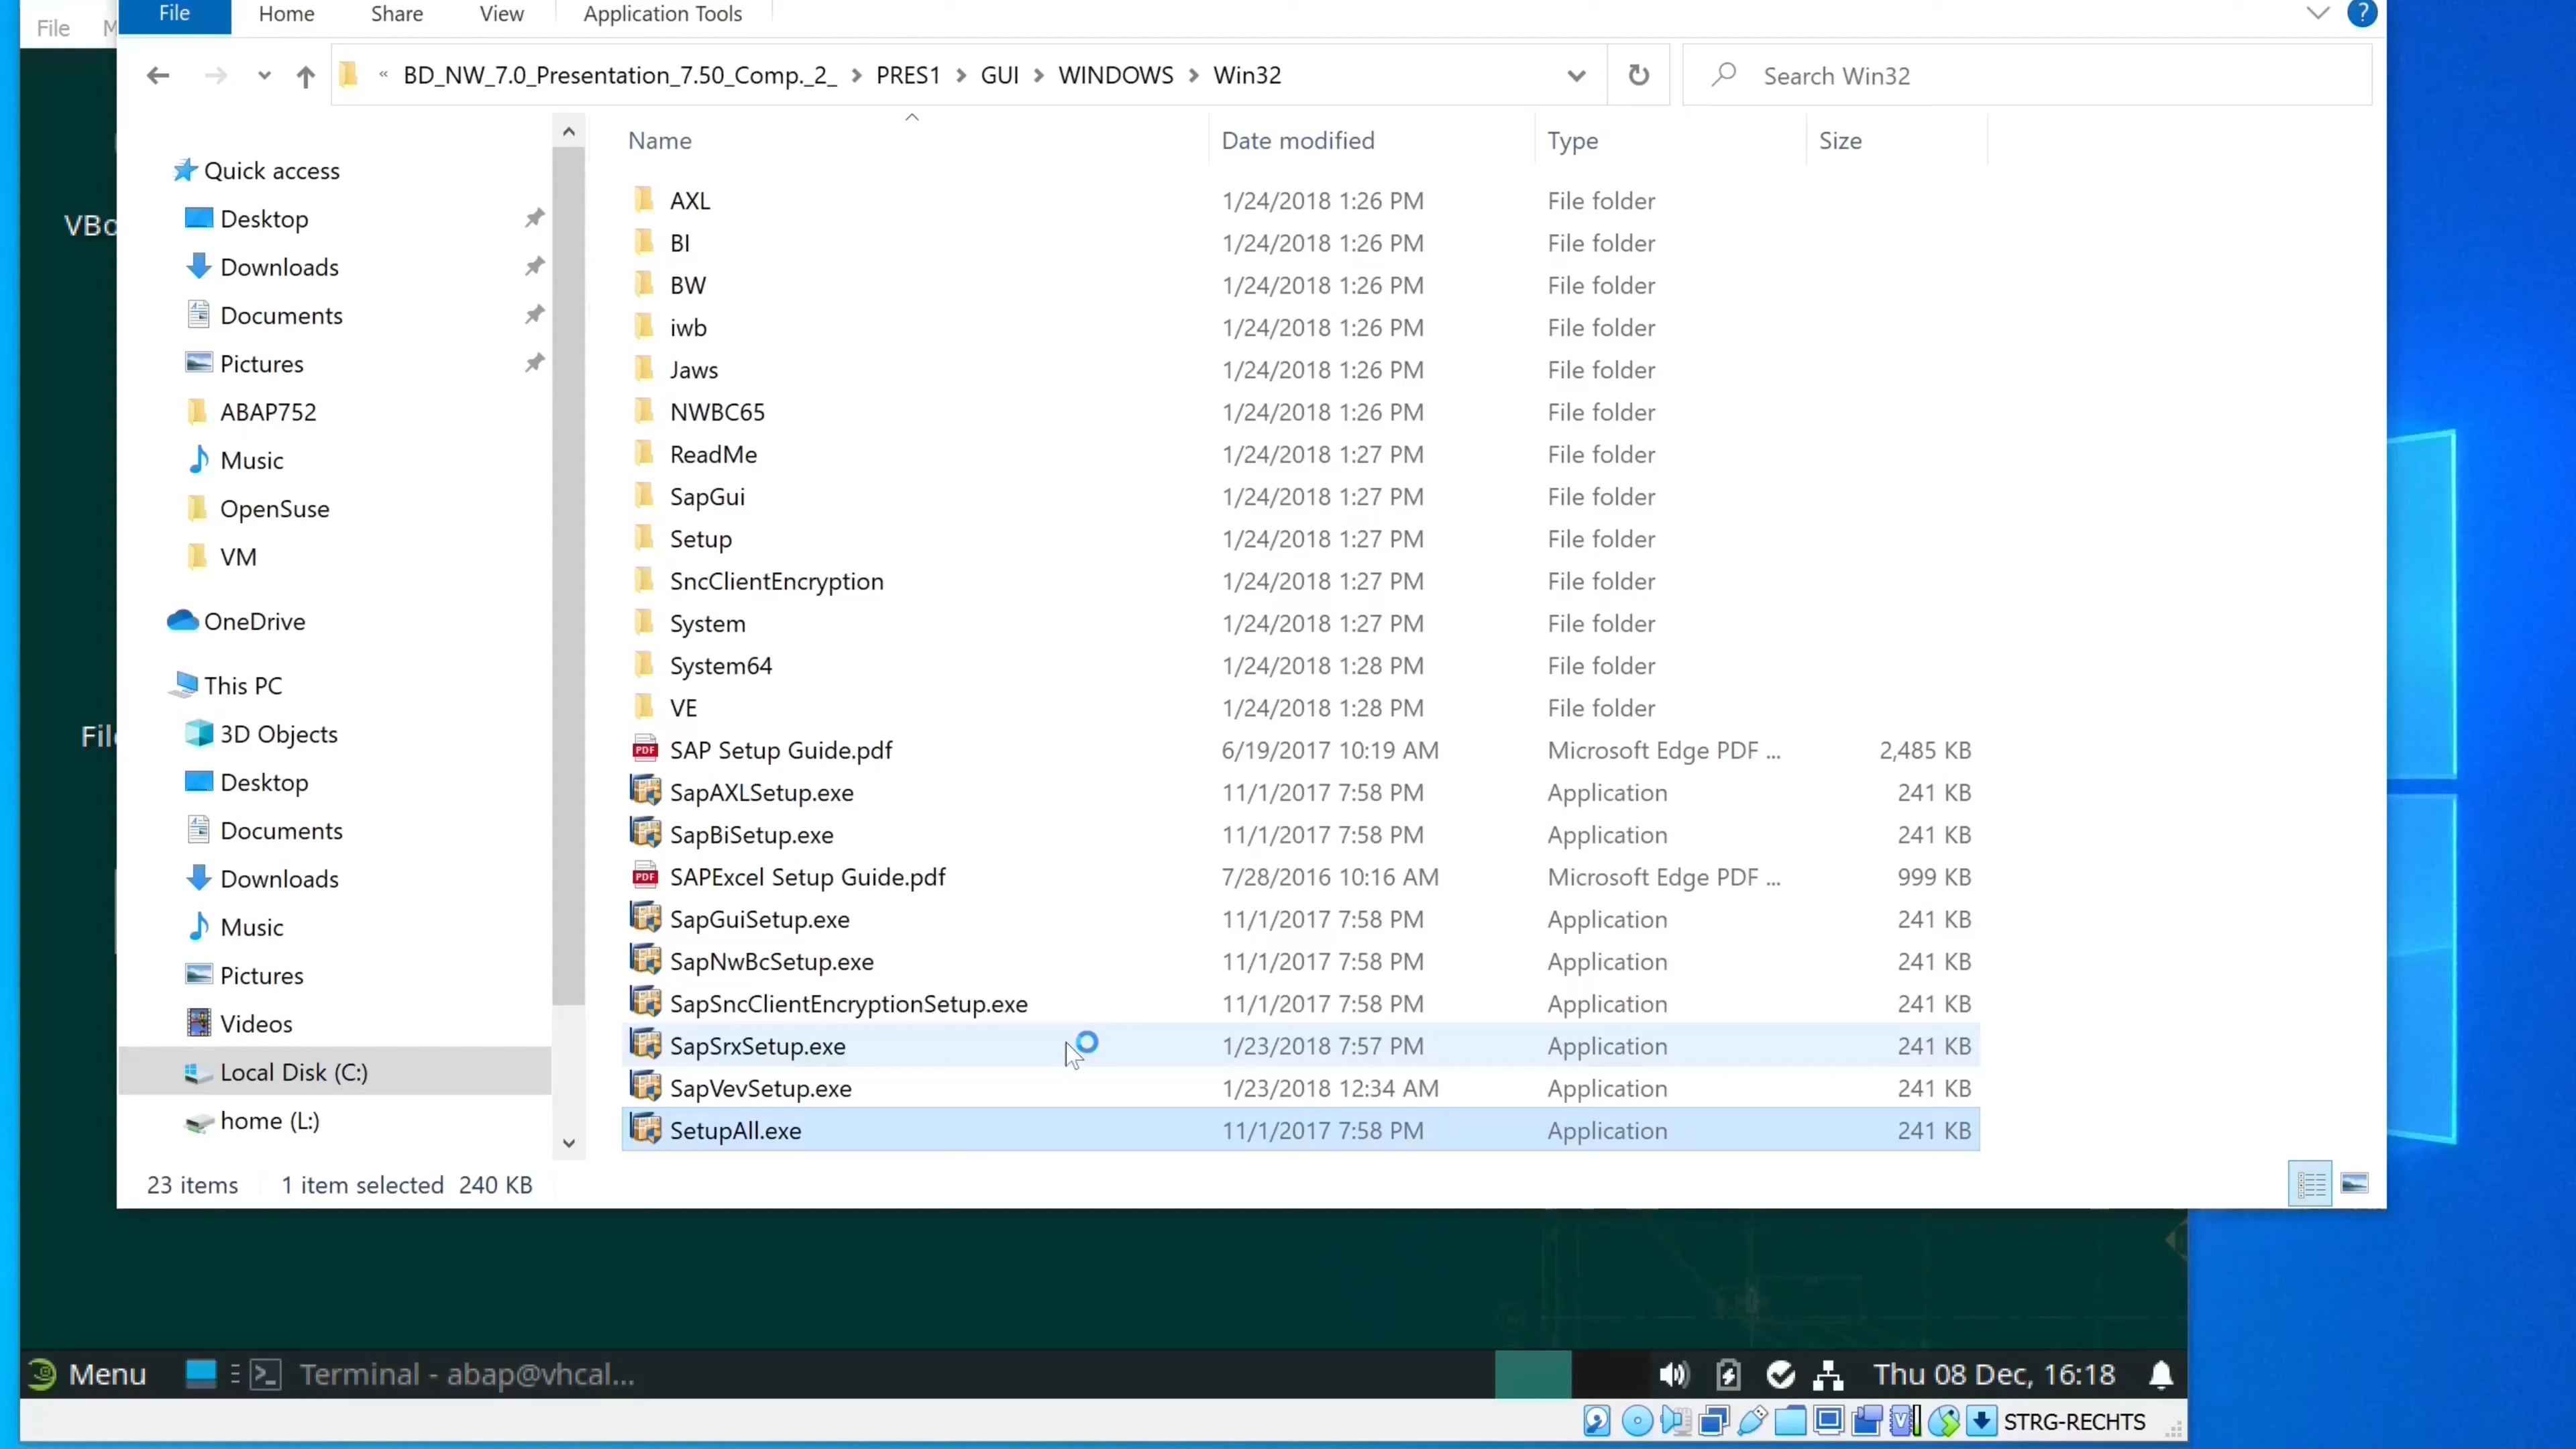 File M
File Home Share View Application Tools ?
« BD_NW_7.0_Presentation_7.50_Comp._2_ > PRES1 > GUI > WINDOWS > Win32
Search Win32
Name Date modified Type Size
Quick access
Desktop
Downloads
Documents
Pictures
ABAP752
Music
OpenSuse
VM
OneDrive
This PC
3D Objects
Desktop
Documents
Downloads
Music
Pictures
Videos
Local Disk (C:)
home (L:)
AXL 1/24/2018 1:26 PM File folder
BI 1/24/2018 1:26 PM File folder
BW 1/24/2018 1:26 PM File folder
iwb 1/24/2018 1:26 PM File folder
Jaws 1/24/2018 1:26 PM File folder
NWBC65 1/24/2018 1:26 PM File folder
ReadMe 1/24/2018 1:27 PM File folder
SapGui 1/24/2018 1:27 PM File folder
Setup 1/24/2018 1:27 PM File folder
SncClientEncryption 1/24/2018 1:27 PM File folder
System 1/24/2018 1:27 PM File folder
System64 1/24/2018 1:28 PM File folder
VE 1/24/2018 1:28 PM File folder
SAP Setup Guide.pdf 6/19/2017 10:19 AM Microsoft Edge PDF ... 2,485 KB
SapAXLSetup.exe 11/1/2017 7:58 PM Application 241 KB
SapBiSetup.exe 11/1/2017 7:58 PM Application 241 KB
SAPExcel Setup Guide.pdf 7/28/2016 10:16 AM Microsoft Edge PDF ... 999 KB
SapGuiSetup.exe 11/1/2017 7:58 PM Application 241 KB
SapNwBcSetup.exe 11/1/2017 7:58 PM Application 241 KB
SapSncClientEncryptionSetup.exe 11/1/2017 7:58 PM Application 241 KB
SapSrxSetup.exe 1/23/2018 7:57 PM Application 241 KB
SapVevSetup.exe 1/23/2018 12:34 AM Application 241 KB
SetupAll.exe 11/1/2017 7:58 PM Application 241 KB
VBo
File
23 items 1 item selected 240 KB
Menu Terminal - abap@vhcal... Thu 08 Dec, 16:18
STRG-RECHTS